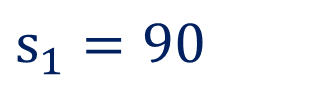 s₁ = 90